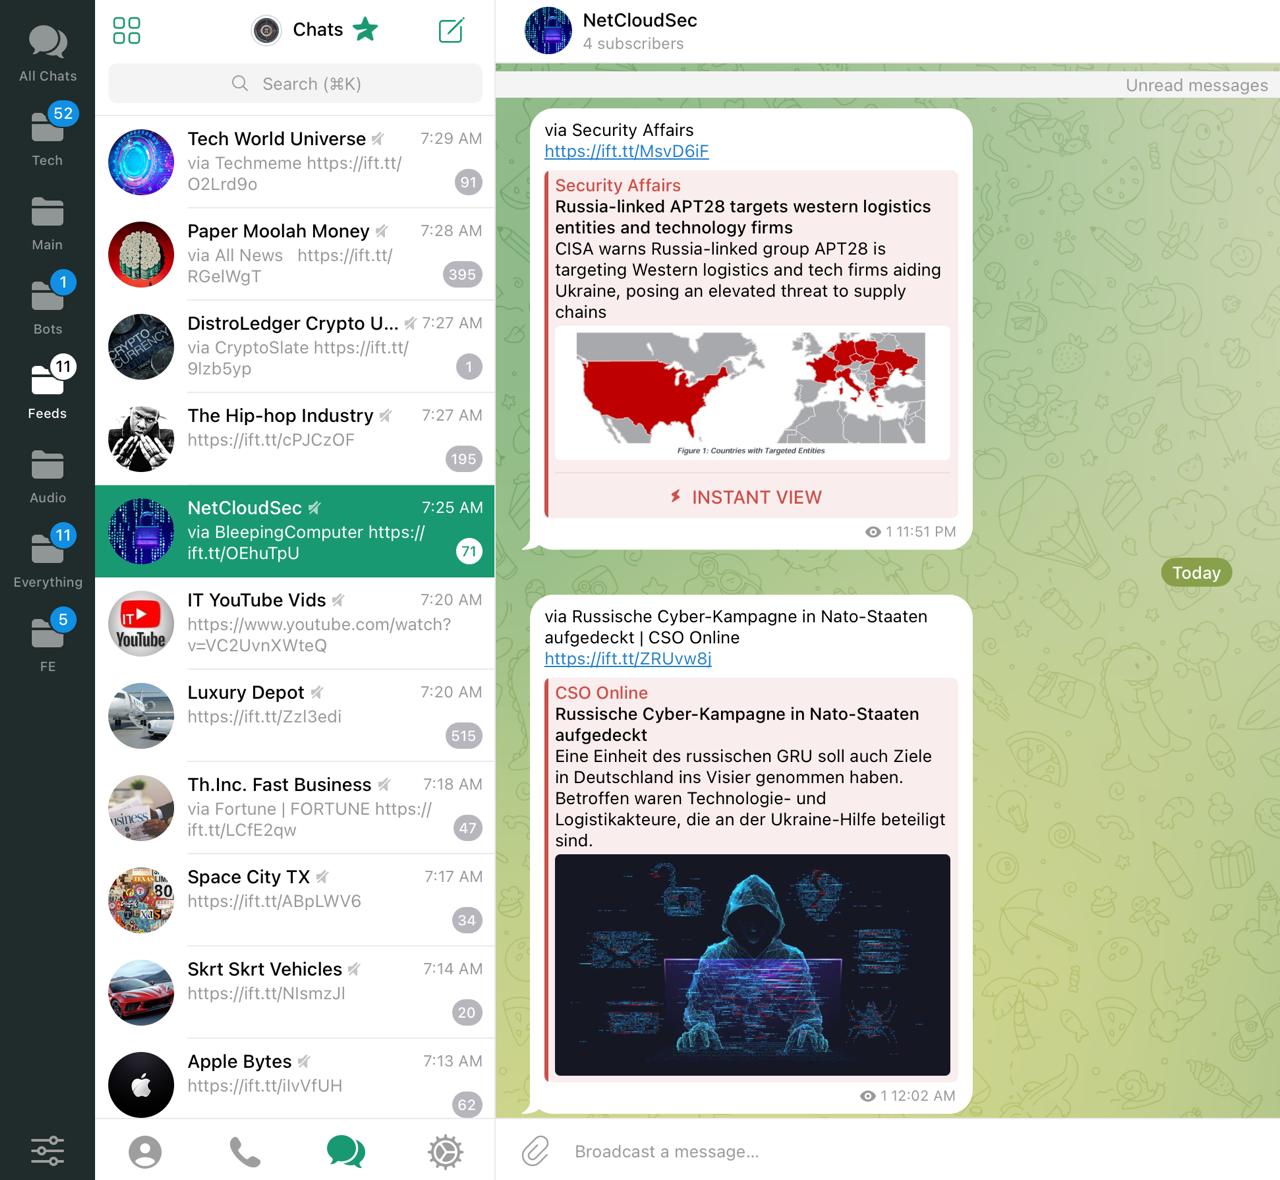 All Chats
52
Tech
Main
1
Bots
11
Feeds
Audio
11
Everything
5
FE
Chats
Search (⌘K)
Tech World Universe 7:29 AM
via Techmeme https://ift.tt/
O2Lrd9o
91
Paper Moolah Money 7:28 AM
via All News https://ift.tt/
RGelWgT
395
DistroLedger Crypto U... 7:27 AM
via CryptoSlate https://ift.tt/
9Izb5yp
1
The Hip-hop Industry 7:27 AM
https://ift.tt/cPJCzOF
195
NetCloudSec 7:25 AM
via BleepingComputer https://
ift.tt/OEhuTpU
71
IT YouTube Vids 7:20 AM
https://www.youtube.com/watch?
v=VC2UvnXWteQ
IT
YouTube
Luxury Depot 7:20 AM
https://ift.tt/Zzl3edi
515
Th.Inc. Fast Business 7:18 AM
via Fortune | FORTUNE https://
ift.tt/LCfE2qw
47
Space City TX 7:17 AM
https://ift.tt/ABpLWV6
34
Skrt Skrt Vehicles 7:14 AM
https://ift.tt/NIsmzJl
20
Apple Bytes 7:13 AM
https://ift.tt/iIvVfUH
62
NetCloudSec
4 subscribers
Unread messages
via Security Affairs
https://ift.tt/MsvD6iF
Security Affairs
Russia-linked APT28 targets western logistics
entities and technology firms
CISA warns Russia-linked group APT28 is
targeting Western logistics and tech firms aiding
Ukraine, posing an elevated threat to supply
chains
Figure 1: Countries with Targeted Entities
INSTANT VIEW
1 11:51 PM
Today
via Russische Cyber-Kampagne in Nato-Staaten
aufgedeckt | CSO Online
https://ift.tt/ZRUvw8j
CSO Online
Russische Cyber-Kampagne in Nato-Staaten
aufgedeckt
Eine Einheit des russischen GRU soll auch Ziele
in Deutschland ins Visier genommen haben.
Betroffen waren Technologie- und
Logistikakteure, die an der Ukraine-Hilfe beteiligt
sind.
1 12:02 AM
Broadcast a message...